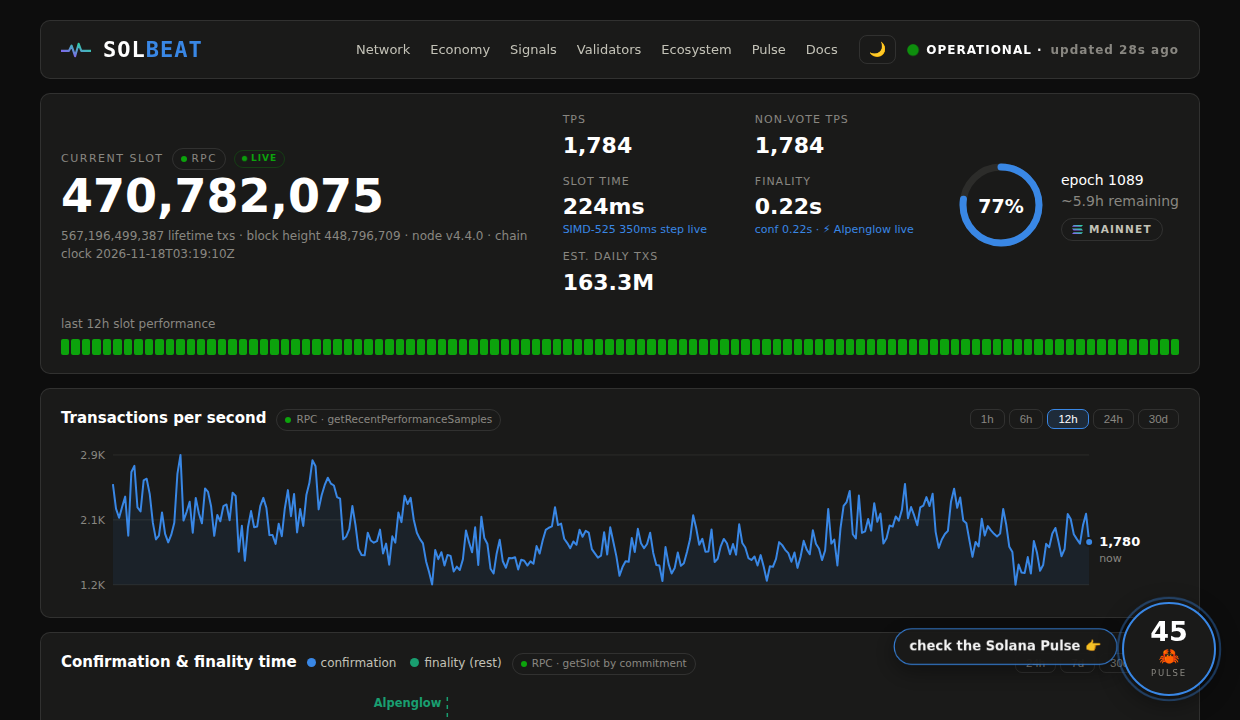 SOLBEAT
Network Economy Signals Validators Ecosystem Pulse Docs 🌙 OPERATIONAL · updated 28s ago
CURRENT SLOT RPC LIVE
470,782,075
567,196,499,387 lifetime txs · block height 448,796,709 · node v4.4.0 · chain
clock 2026-11-18T03:19:10Z
TPS
1,784
NON-VOTE TPS
1,784
SLOT TIME
224ms
SIMD-525 350ms step live
FINALITY
0.22s
conf 0.22s · ⚡ Alpenglow live
EST. DAILY TXS
163.3M
77%
epoch 1089
~5.9h remaining
MAINNET
last 12h slot performance
Transactions per second RPC · getRecentPerformanceSamples
1h 6h 12h 24h 30d
2.9K
2.1K
1.2K
1,780
now
Confirmation & finality time confirmation finality (rest) RPC · getSlot by commitment
check the Solana Pulse 👉
45
🦀
PULSE
Alpenglow